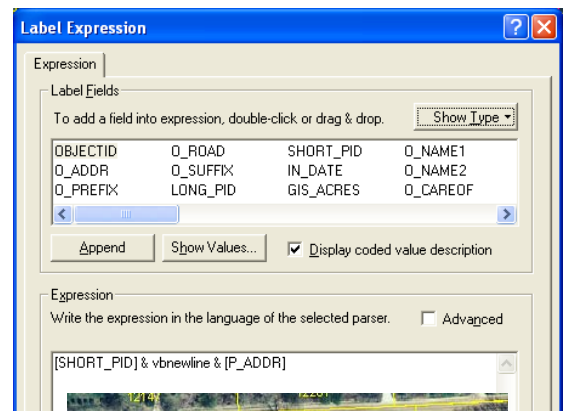 Label Expression
Expression
Label Fields
To add a field into expression, double-click or drag & drop.
Show Type
OBJECTID O_ROAD SHORT_PID O_NAME1
O_ADDR O_SUFFIX IN_DATE O_NAME2
O_PREFIX LONG_PID GIS_ACRES O_CAREOF
Append Show Values... Display coded value description
Expression
Write the expression in the language of the selected parser. Advanced
[SHORT_PID] & vbnewline & [P_ADDR]